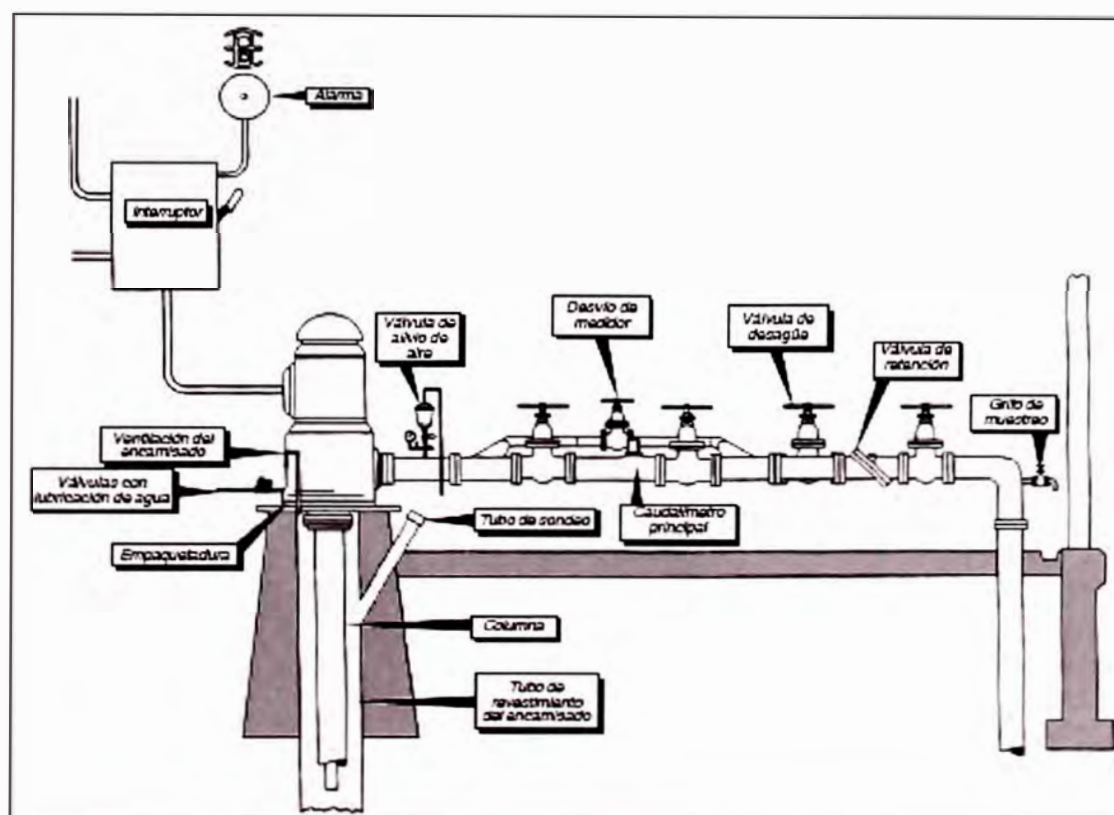 Alarma
Interruptor
Válvula de
alivio de
aire
Desvío de
medidor
Válvula de
desagüe
Válvula de
retención
Grifo de
muestreo
Ventilación del
encamisado
Válvulas con
lubricación de agua
Empaquetadura
Tubo de sondeo
Caudalímetro
principal
Columna
Tubo de
revestimiento
del encamisado